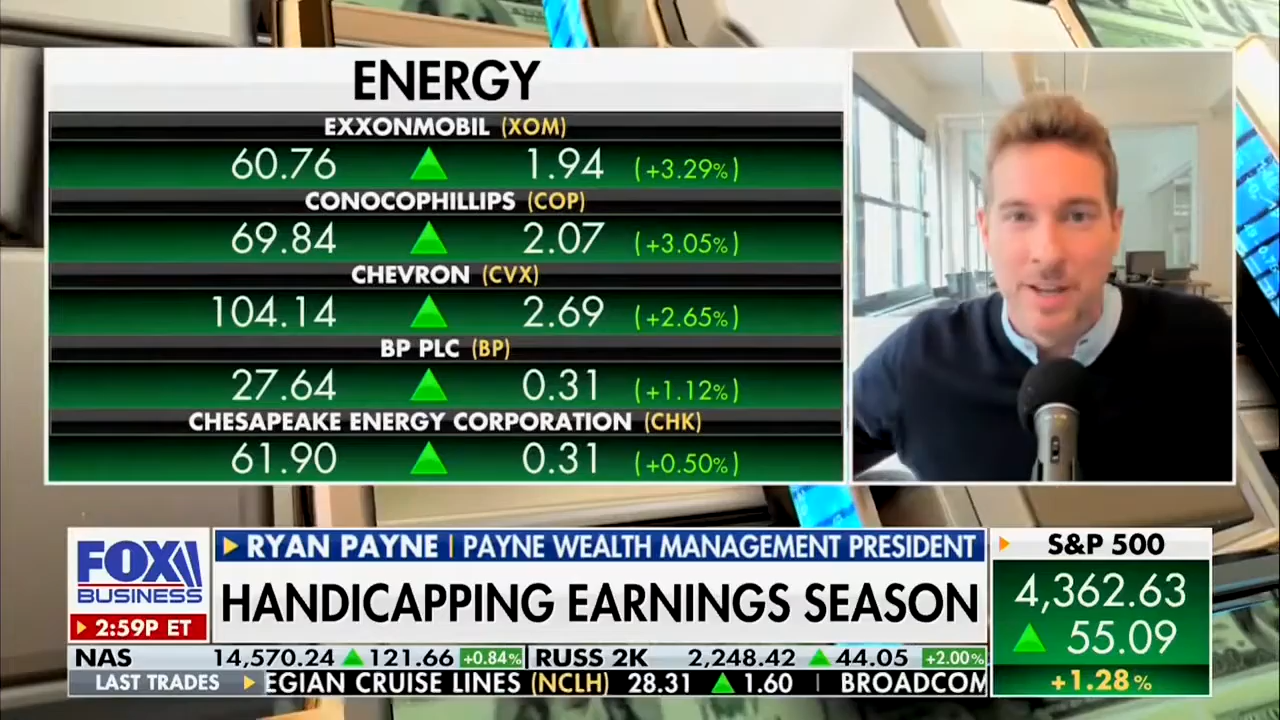 ENERGY
EXXONMOBIL (XOM)
60.76 1.94 (+3.29%)
CONOCOPHILLIPS (COP)
69.84 2.07 (+3.05%)
CHEVRON (CVX)
104.14 2.69 (+2.65%)
BP PLC (BP)
27.64 0.31 (+1.12%)
CHESAPEAKE ENERGY CORPORATION (CHK)
61.90 0.31 (+0.50%)
FOX
BUSINESS
2:59P ET
RYAN PAYNE | PAYNE WEALTH MANAGEMENT PRESIDENT
HANDICAPPING EARNINGS SEASON
S&P 500
4,362.63
55.09
+1.28%
NAS 14,570.24 121.66 +0.84% RUSS 2K 2,248.42 44.05 +2.00%
LAST TRADES EGIAN CRUISE LINES (NCLH) 28.31 1.60 | BROADCOM